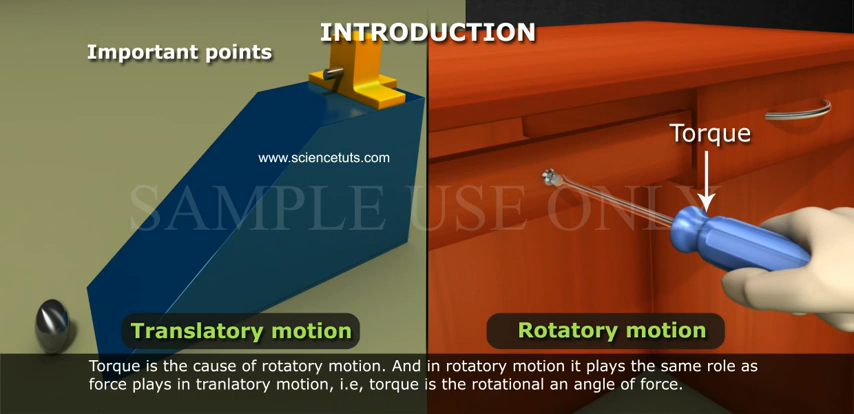 INTRODUCTION
Important points
Torque
www.sciencetuts.com
SAMPLE USE ONLY
Translatory motion
Rotatory motion
Torque is the cause of rotatory motion. And in rotatory motion it plays the same role as
force plays in tranlatory motion, i.e, torque is the rotational an angle of force.